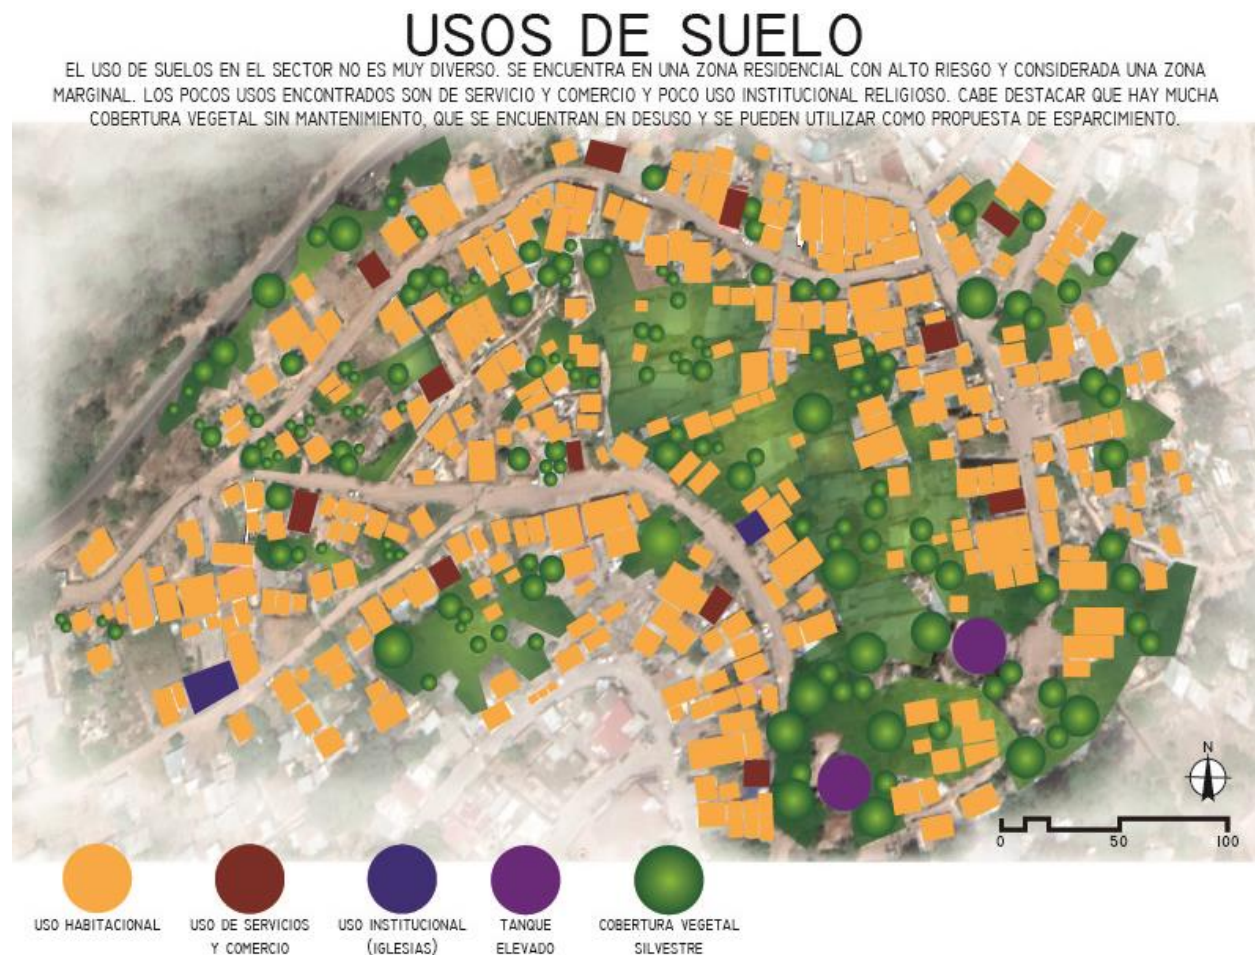 USOS DE SUELO
EL USO DE SUELOS EN EL SECTOR NO ES MUY DIVERSO. SE ENCUENTRA EN UNA ZONA RESIDENCIAL CON ALTO RIESGO Y CONSIDERADA UNA ZONA
MARGINAL. LOS POCOS USOS ENCONTRADOS SON DE SERVICIO Y COMERCIO Y POCO USO INSTITUCIONAL RELIGIOSO. CABE DESTACAR QUE HAY MUCHA
COBERTURA VEGETAL SIN MANTENIMIENTO, QUE SE ENCUENTRAN EN DESUSO Y SE PUEDEN UTILIZAR COMO PROPUESTA DE ESPARCIMIENTO.
N
0 50 100
USO HABITACIONAL
USO DE SERVICIOS
Y COMERCIO
USO INSTITUCIONAL
(IGLESIAS)
TANQUE
ELEVADO
COBERTURA VEGETAL
SILVESTRE